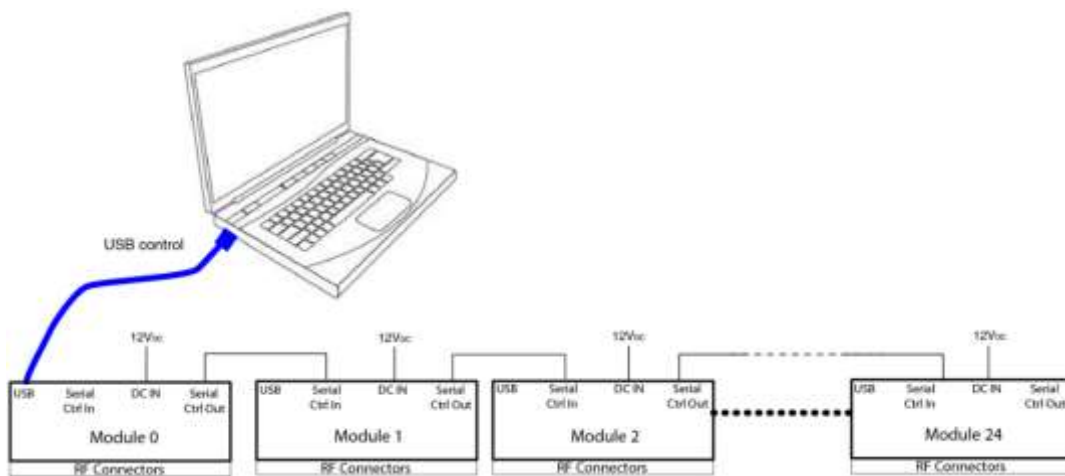 USB control
12VDC
12VDC
12VDC
12VDC
USB Serial Ctrl In DC IN Serial Ctrl Out
Module 0
RF Connectors
USB Serial Ctrl In DC IN Serial Ctrl Out
Module 1
RF Connectors
USB Serial Ctrl In DC IN Serial Ctrl Out
Module 2
RF Connectors
USB Serial Ctrl In DC IN Serial Ctrl Out
Module 24
RF Connectors